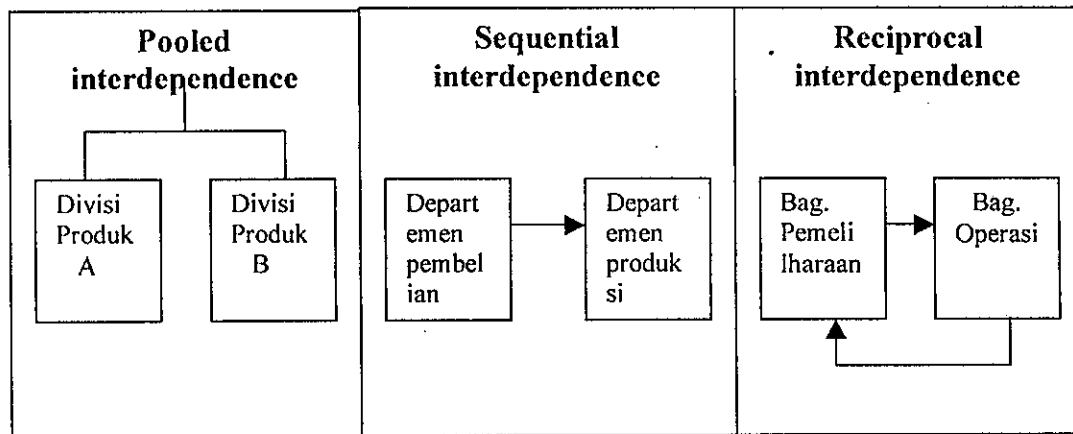 Pooled
interdependence
Divisi
Produk
A
Divisi
Produk
B
Sequential
interdependence
Depart
emen
pembel
ian
Depart
emen
produk
si
Reciprocal
interdependence
Bag.
Pemeli
lharaan
Bag.
Operasi